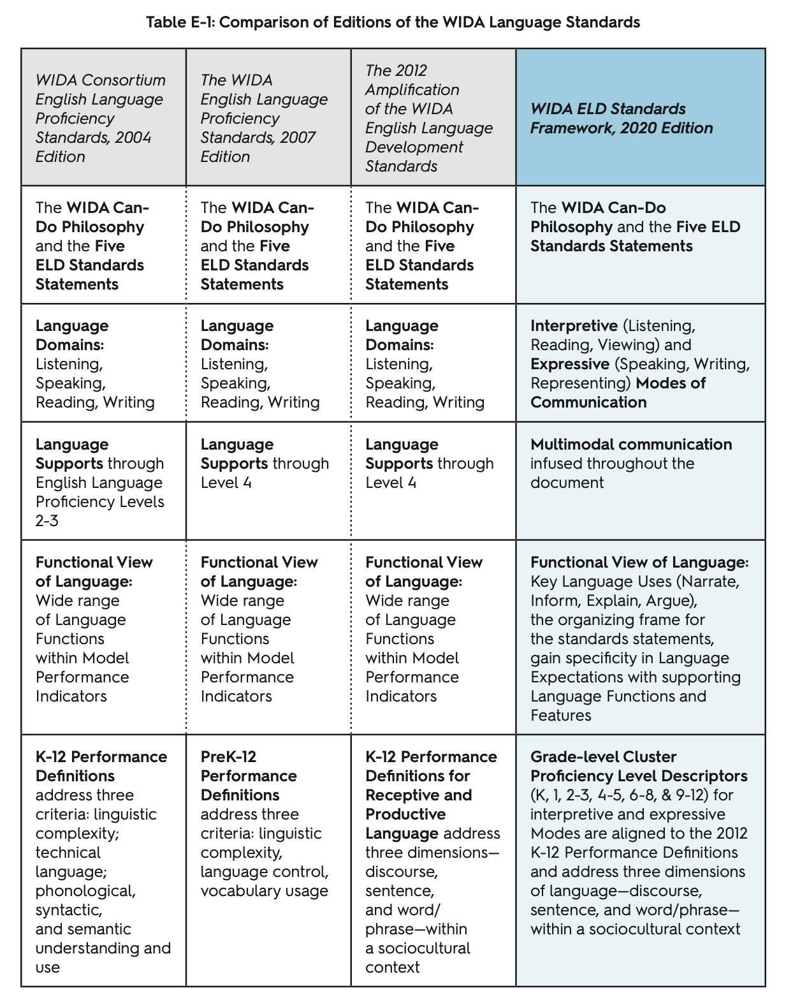 Table E-1: Comparison of Editions of the WIDA Language Standards
WIDA Consortium
English Language
Proficiency
Standards, 2004
Edition
The WIDA
English Language
Proficiency
Standards, 2007
Edition
The 2012
Amplification
of the WIDA
English Language
Development
Standards
WIDA ELD Standards
Framework, 2020 Edition
The WIDA Can-
Do Philosophy
and the Five
ELD Standards
Statements
The WIDA Can-
Do Philosophy
and the Five
ELD Standards
Statements
The WIDA Can-
Do Philosophy
and the Five
ELD Standards
Statements
The WIDA Can-Do
Philosophy and the Five ELD
Standards Statements
Language
Domains:
Listening,
Speaking,
Reading, Writing
Language
Domains:
Listening,
Speaking,
Reading, Writing
Language
Domains:
Listening,
Speaking,
Reading, Writing
Interpretive (Listening,
Reading, Viewing) and
Expressive (Speaking, Writing,
Representing) Modes of
Communication
Language
Supports through
English Language
Proficiency Levels
2-3
Language
Supports through
Level 4
Language
Supports through
Level 4
Multimodal communication
infused throughout the
document
Functional View
of Language:
Wide range
of Language
Functions
within Model
Performance
Indicators
Functional View
of Language:
Wide range
of Language
Functions
within Model
Performance
Indicators
Functional View
of Language:
Wide range
of Language
Functions
within Model
Performance
Indicators
Functional View of Language:
Key Language Uses (Narrate,
Inform, Explain, Argue),
the organizing frame for
the standards statements,
gain specificity in Language
Expectations with supporting
Language Functions and
Features
K-12 Performance
Definitions
address three
criteria: linguistic
complexity;
technical
language;
phonological,
syntactic,
and semantic
understanding and
use
PreK-12
Performance
Definitions
address three
criteria: linguistic
complexity,
language control,
vocabulary usage
K-12 Performance
Definitions for
Receptive and
Productive
Language address
three dimensions—
discourse,
sentence,
and word/
phrase—within
a sociocultural
context
Grade-level Cluster
Proficiency Level Descriptors
(K, 1, 2-3, 4-5, 6-8, & 9-12) for
interpretive and expressive
Modes are aligned to the 2012
K-12 Performance Definitions
and address three dimensions
of language—discourse,
sentence, and word/phrase—
within a sociocultural context